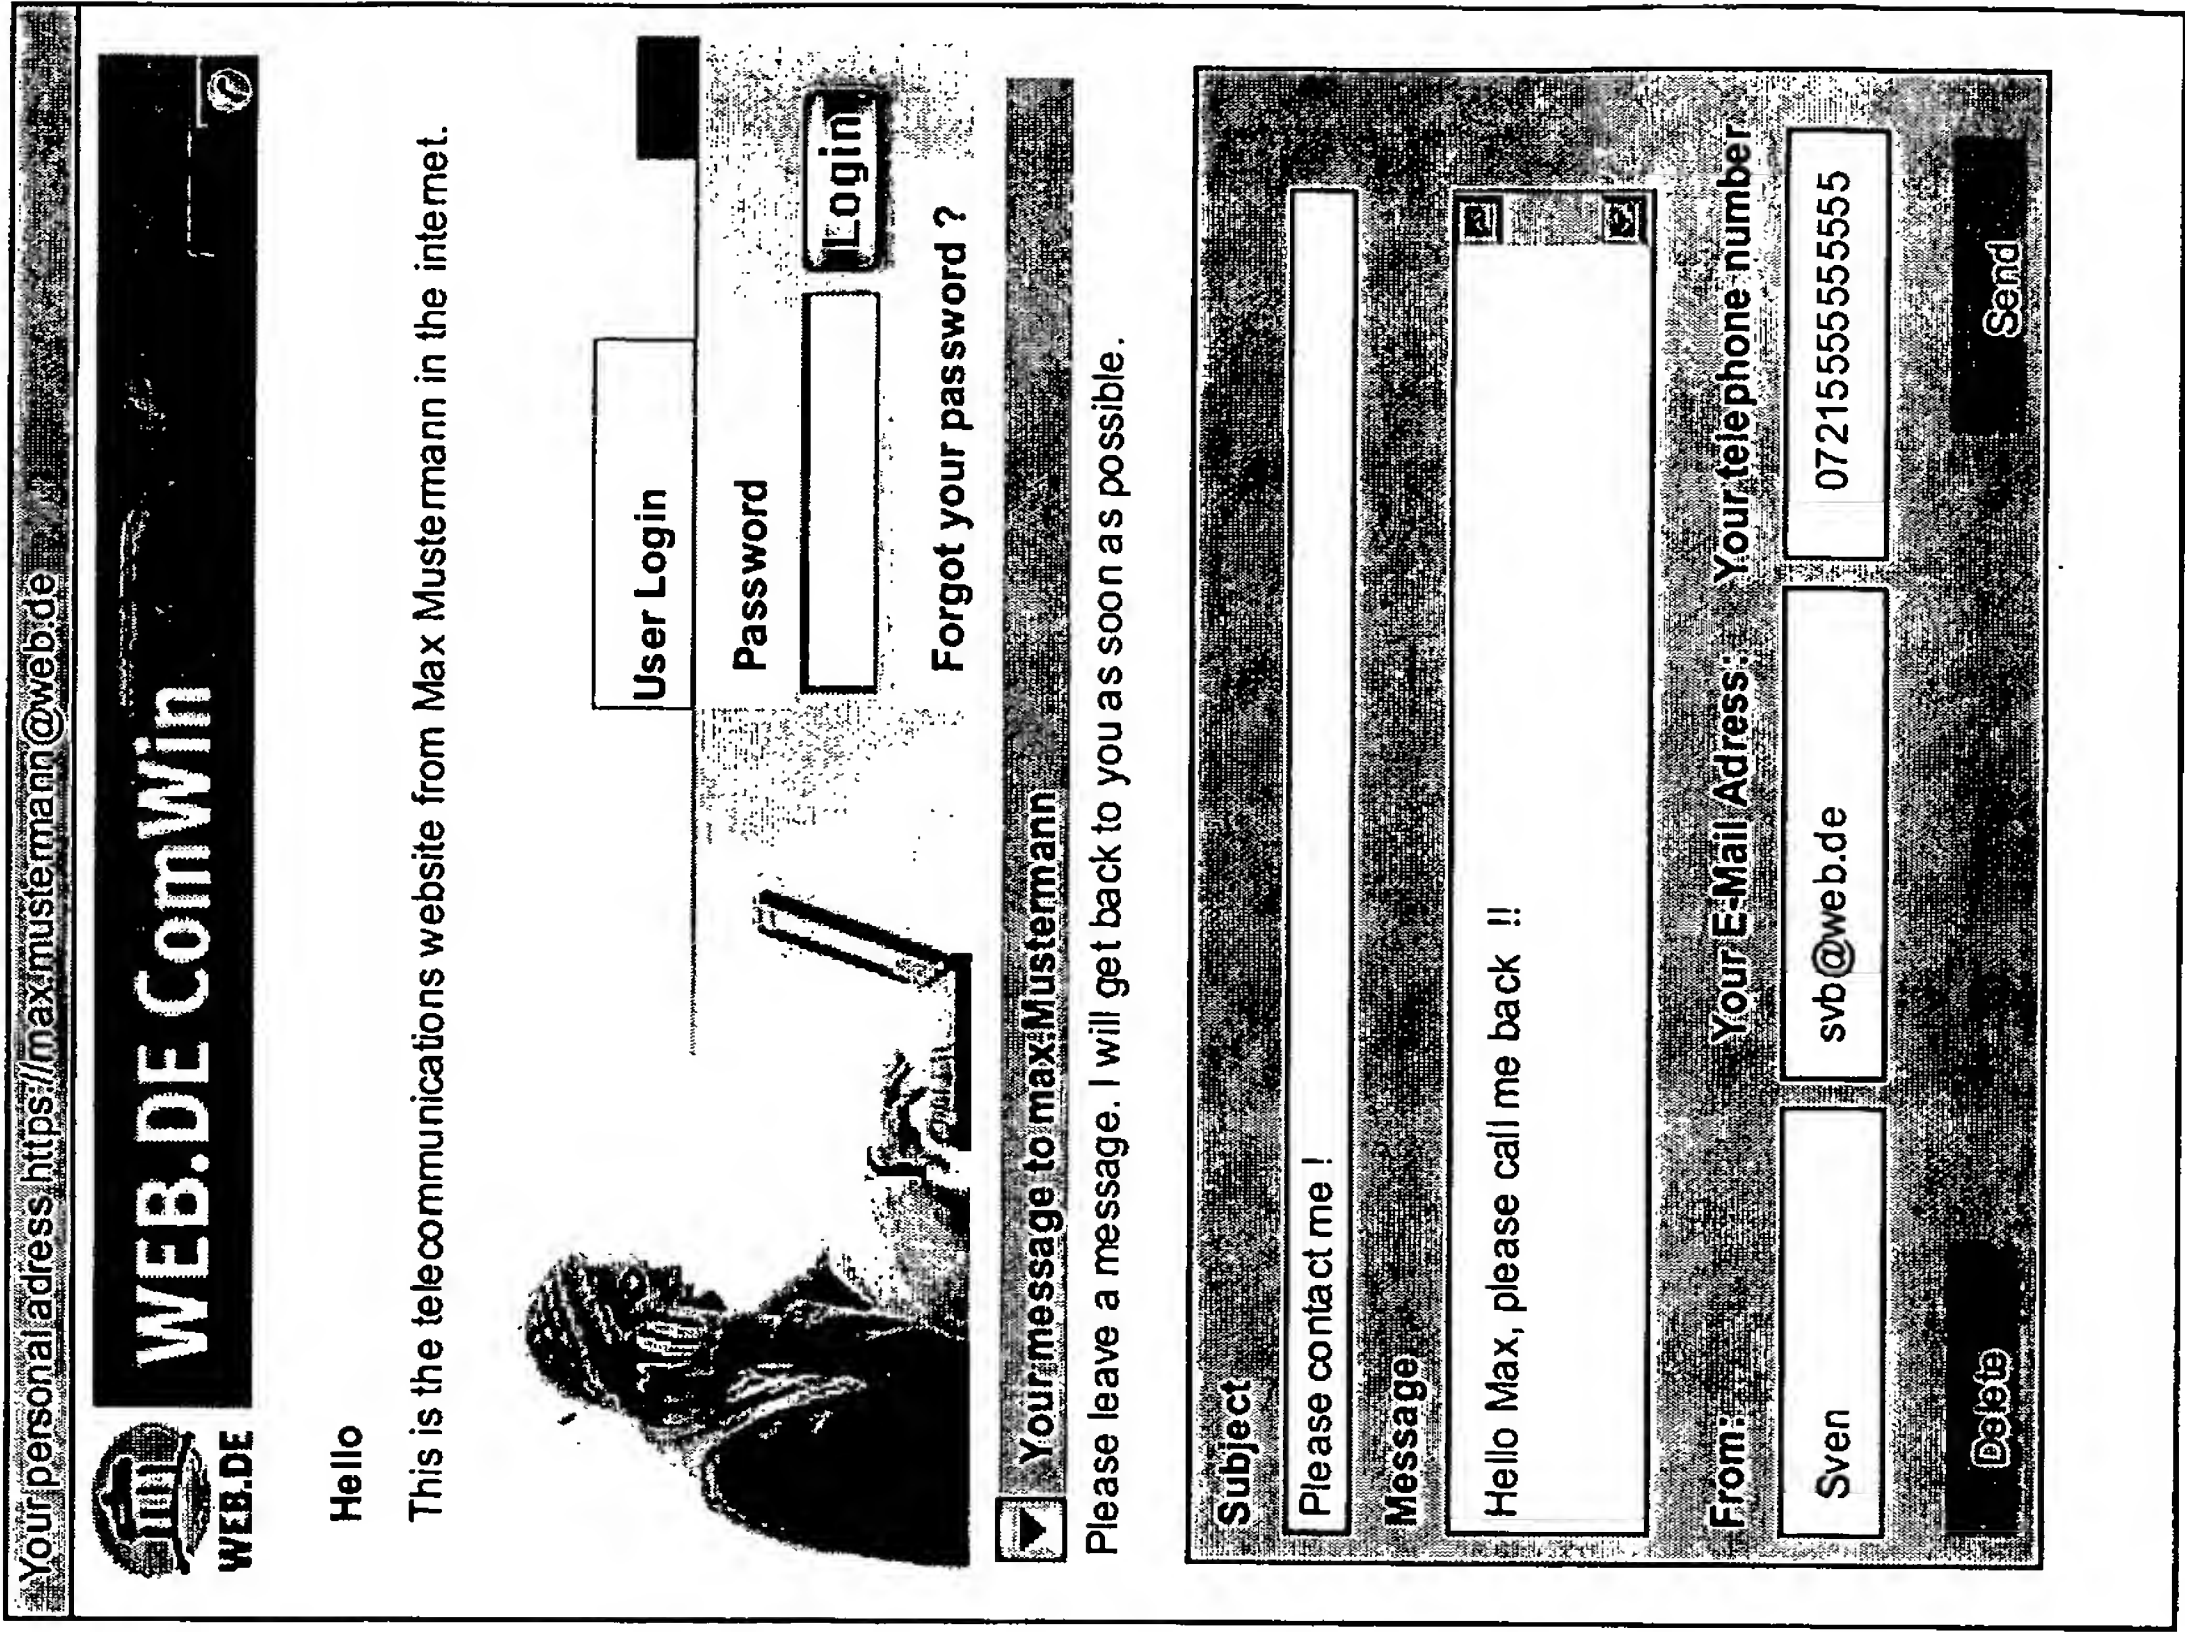 Your personal adress https://max.mustermann@web.de
WEB.DE
WEB.DE ComWin
Hello
This is the telecommunications website from Max Mustermann in the internet.
User Login
Password
Login
Forgot your password ?
Your message to max.Mustermann
Please leave a message. I will get back to you as soon as possible.
Subject
Please contact me !
Message
Hello Max, please call me back !!
From: Your E-Mail Adress: Your telephone number
Sven svb@web.de 0721555555555555
Delete Send